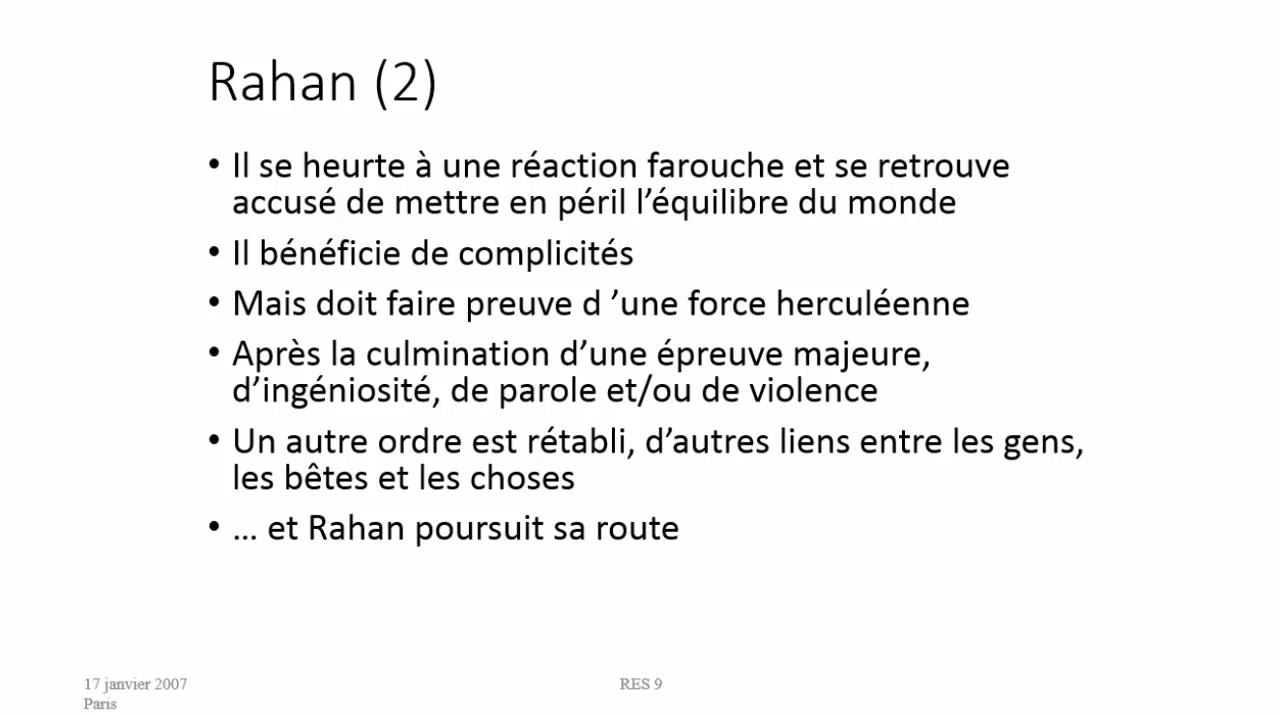 Rahan (2)
• Il se heurte à une réaction farouche et se retrouve
accusé de mettre en péril l’équilibre du monde
• Il bénéficie de complicités
• Mais doit faire preuve d ’une force herculéenne
• Après la culmination d’une épreuve majeure,
d’ingéniosité, de parole et/ou de violence
• Un autre ordre est rétabli, d’autres liens entre les gens,
les bêtes et les choses
• … et Rahan poursuit sa route
17 janvier 2007
Paris
RES 9